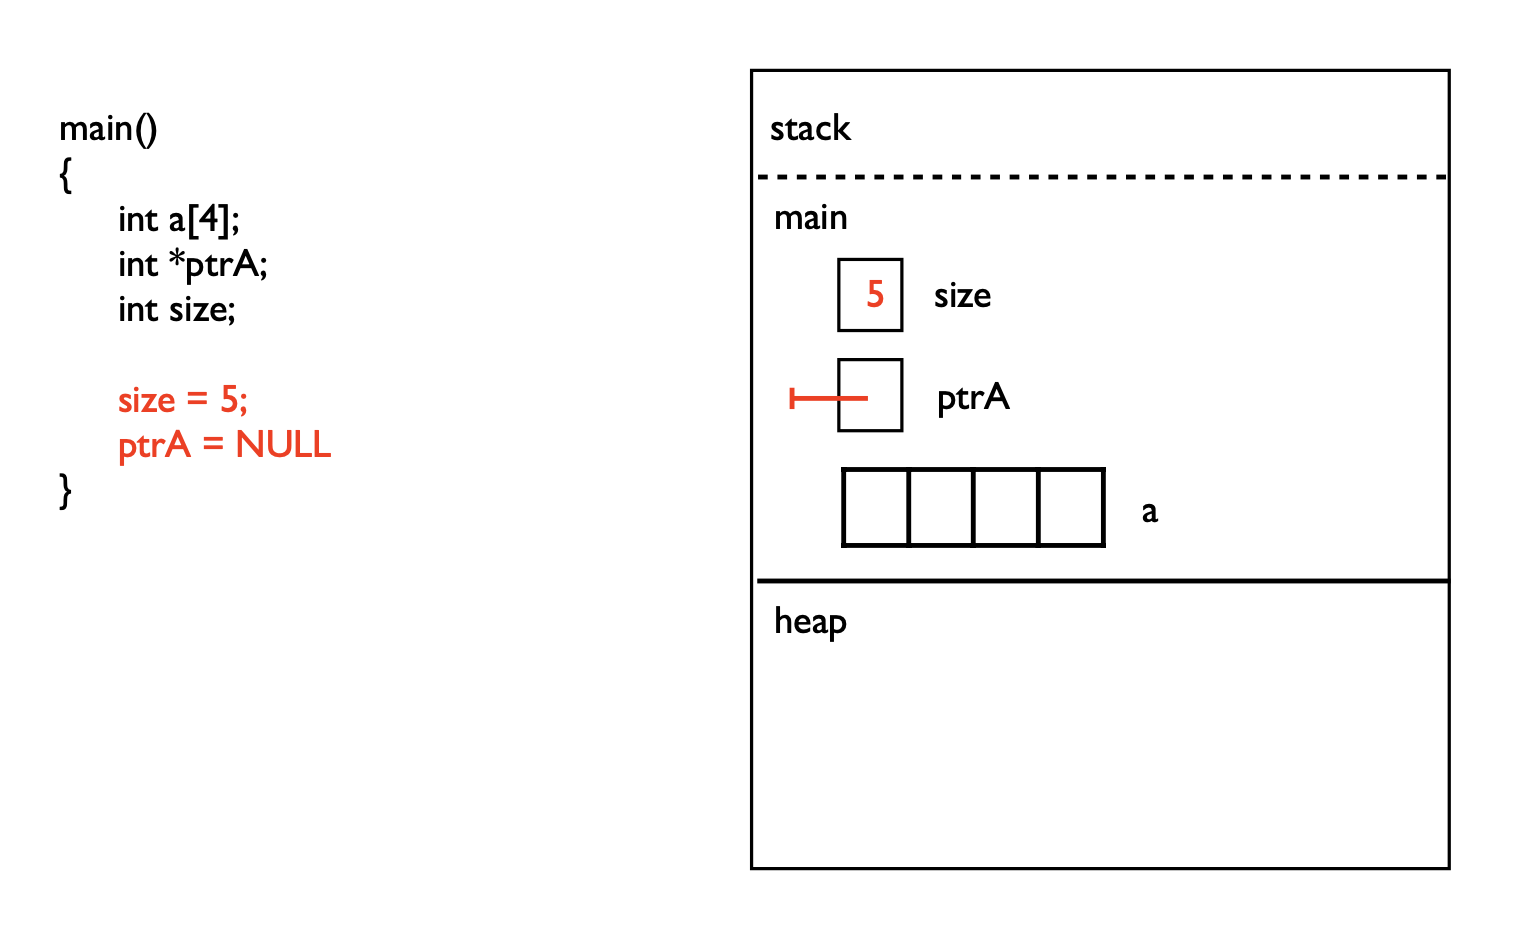 main()
{
int a[4];
int *ptrA;
int size;
size = 5;
ptrA = NULL
}
stack
main
5 size
ptrA
a
heap